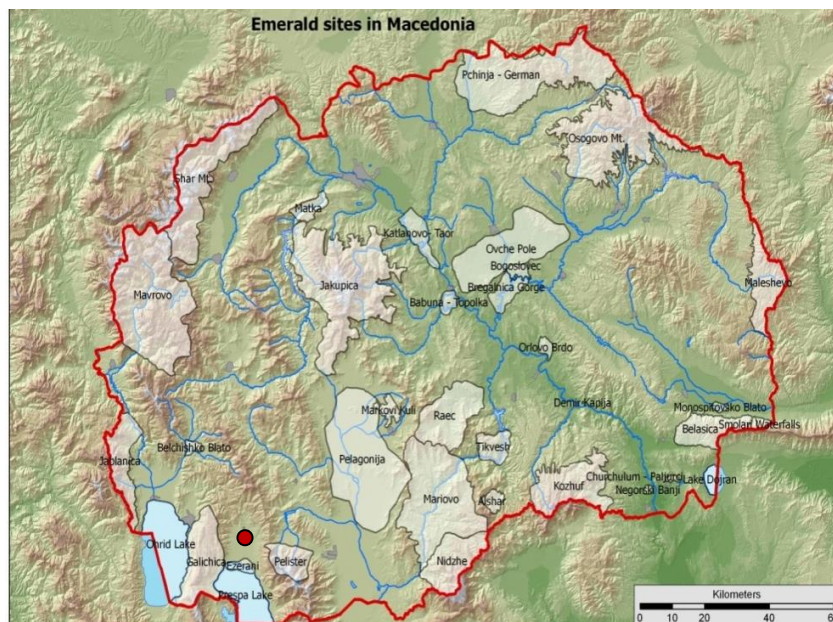 Emerald sites in Macedonia
Pchinja - German
Osogovo Mt.
Shar Mt.
Matka
Katlanovo- Taor
Ovche Pole
Bogoslovec
Jakupica
Bregalnica Gorge
Maleshevo
Mavrovo
Babuna - Topolka
Orlovo Brdo
Demir Kapija
Monospitovsko Blato
Markovi Kuli
Raec
Belasica
Smolari Waterfalls
Belchishko Blato
Tikvesh
Jablanica
Pelagonija
Churchulum - Paljorci
Lake Dojran
Mariovo
Alshar
Kozhuf
Negorski Banji
Ohrid Lake
Galichica
Ezerani
Pelister
Nidzhe
Prespa Lake
Kilometers
0 10 20 40 6